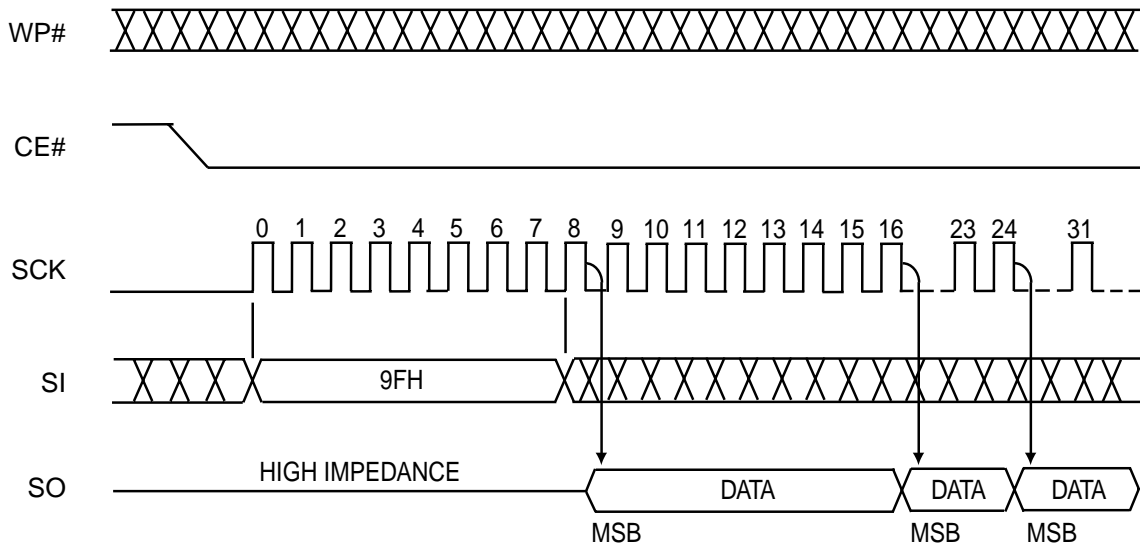 WP#
CE#
0 1 2 3 4 5 6 7 8 9 10 11 12 13 14 15 16 23 24 31
SCK
SI 9FH
HIGH IMPEDANCE
SO DATA DATA DATA
MSB MSB MSB